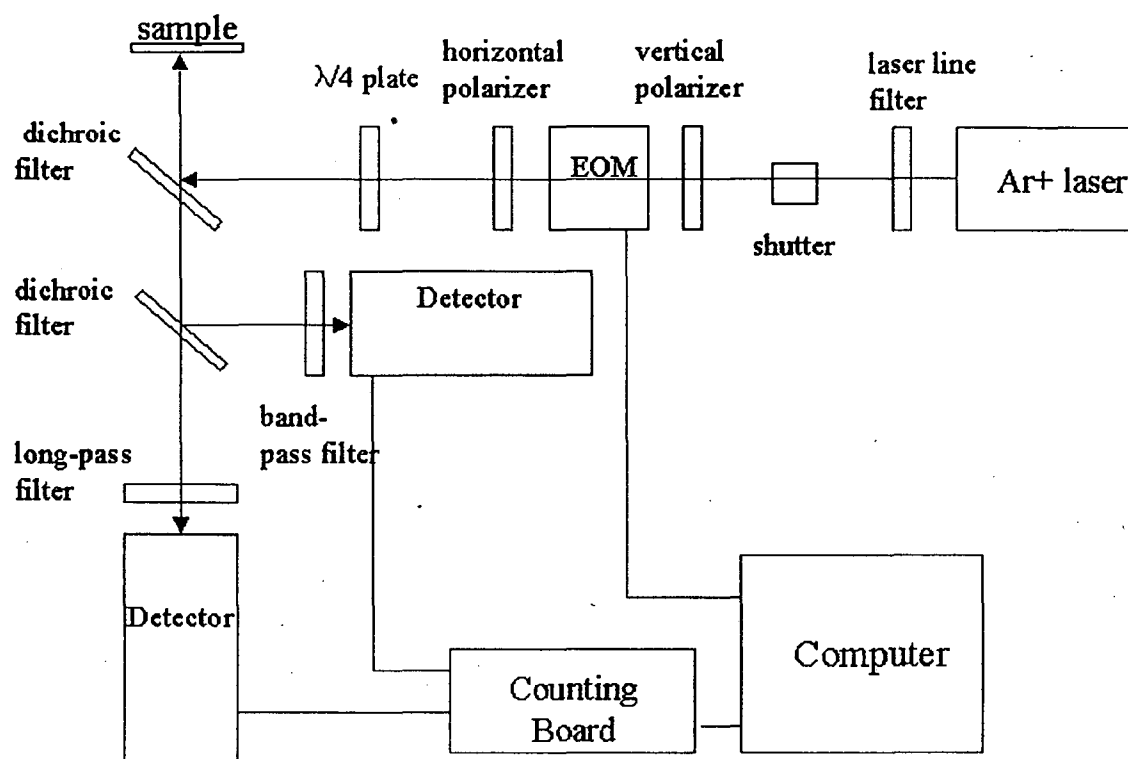 sample
λ/4 plate
horizontal
polarizer
vertical
polarizer
laser line
filter
dichroic
filter
EOM
Ar+ laser
shutter
dichroic
filter
Detector
band-
pass filter
long-pass
filter
Detector
Counting
Board
Computer